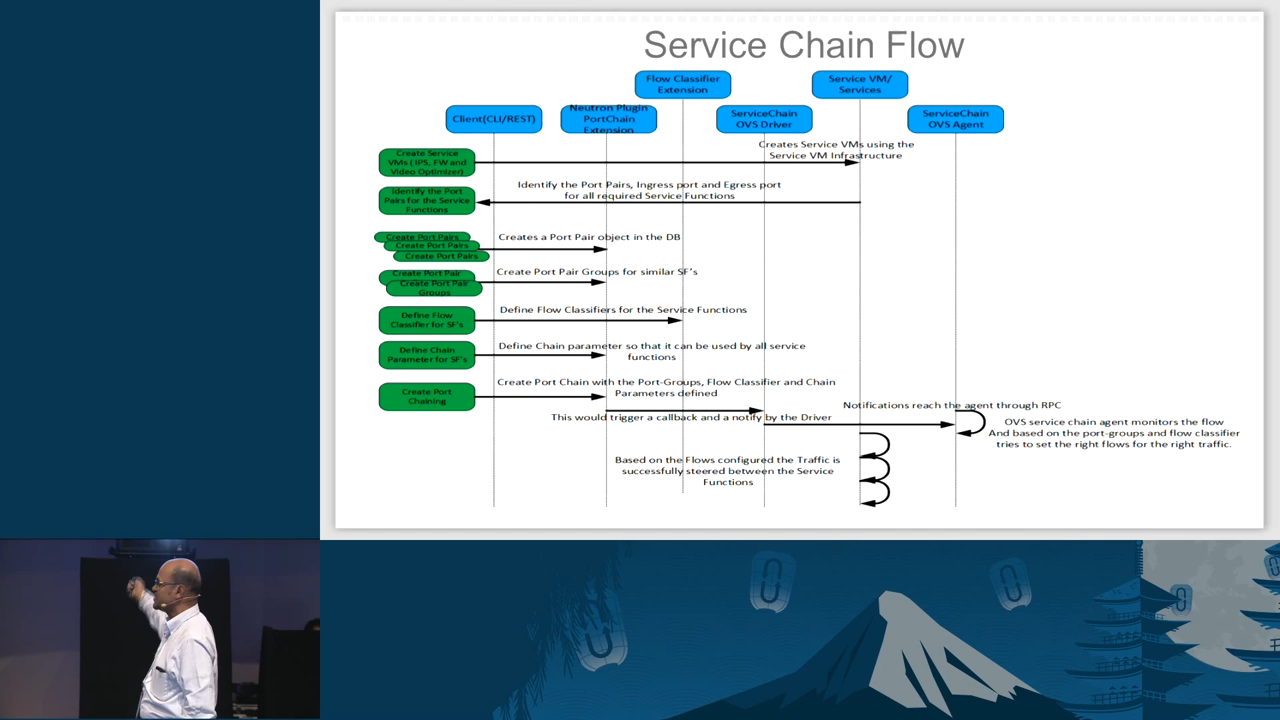 Service Chain Flow
Flow Classifier
Extension
Service VM/
Services
Client(CLI/REST)
Neutron Plugin
PortChain
Extension
ServiceChain
OVS Driver
ServiceChain
OVS Agent
Create Service
VMs ( IPS, FW and
Video Optimizer)
Creates Service VMs using the
Service VM Infrastructure
Identify the Port
Pairs for the Service
Functions
Identify the Port Pairs, Ingress port and Egress port
for all required Service Functions
Create Port Pairs
Create Port Pairs
Create Port Pairs
Creates a Port Pair object in the DB
Create Port Pair
Create Port Pair
Groups
Create Port Pair Groups for similar SF's
Define Flow
Classifier for SF's
Define Flow Classifiers for the Service Functions
Define Chain
Parameter for SF's
Define Chain parameter so that it can be used by all service
functions
Create Port
Chaining
Create Port Chain with the Port-Groups, Flow Classifier and Chain
Parameters defined
This would trigger a callback and a notify by the Driver
Notifications reach the agent through RPC
OVS service chain agent monitors the flow
And based on the port-groups and flow classifier
tries to set the right flows for the right traffic.
Based on the Flows configured the Traffic is
successfully steered between the Service
Functions